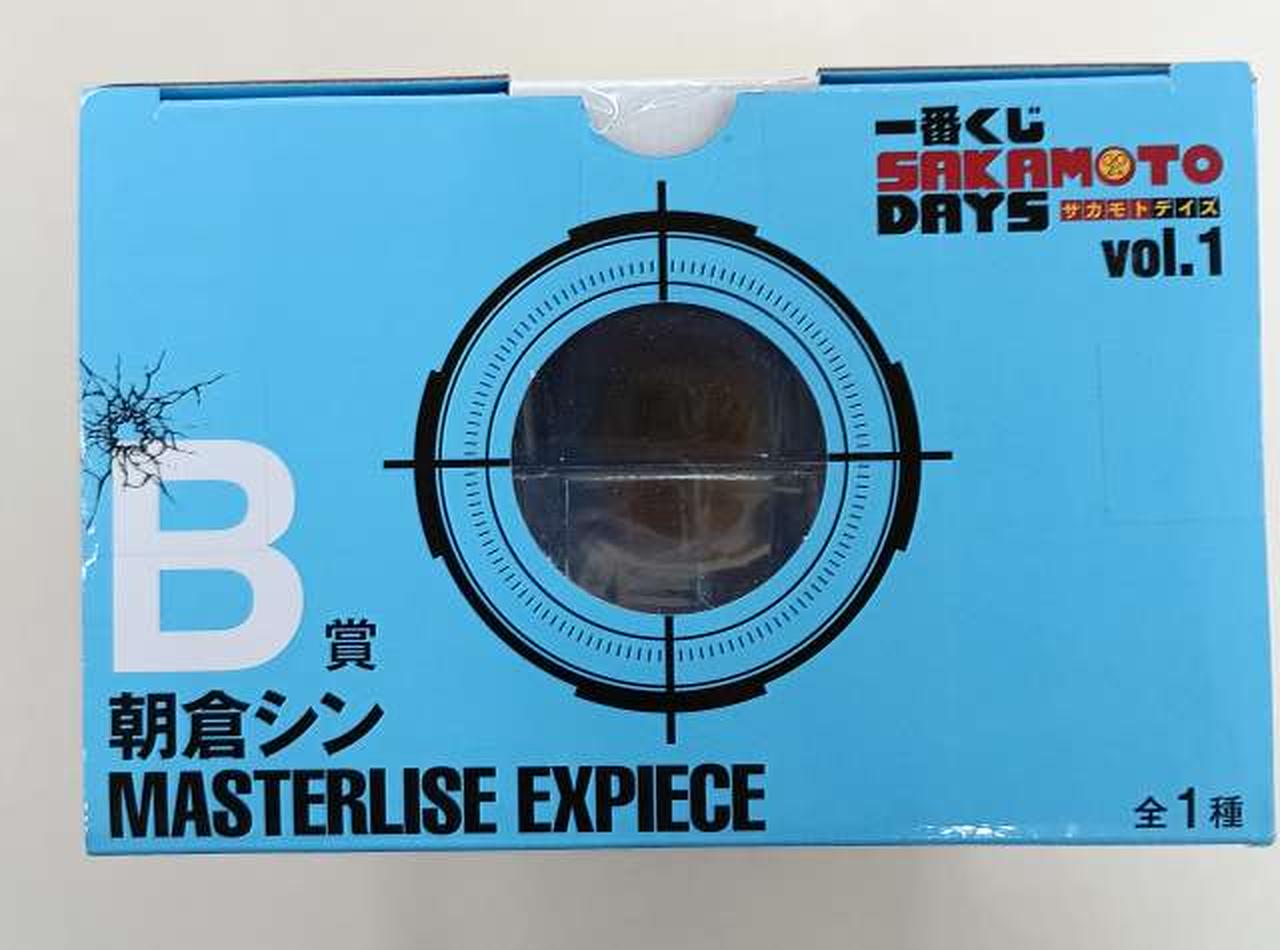 一番くじ
SAKAMOTO
DAYS サカモトデイズ
vol.1
B賞
朝倉シン
MASTERLISE EXPIECE
全1種